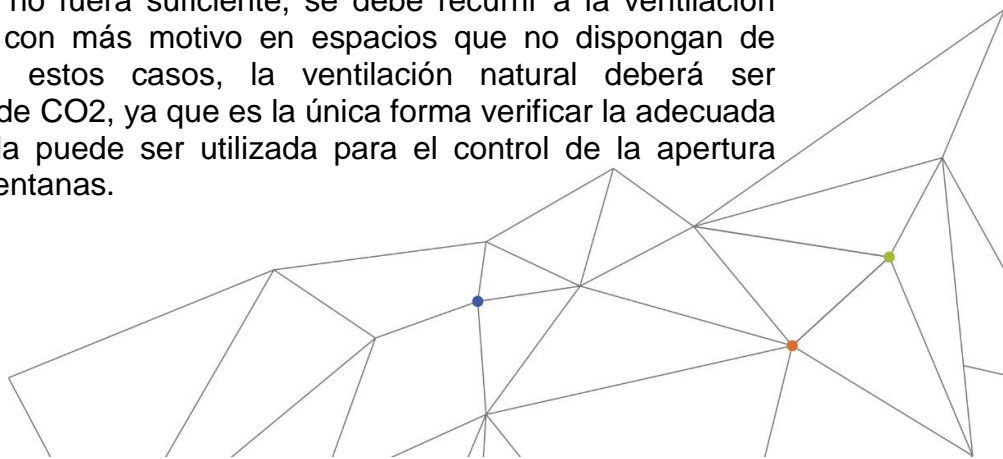 no fuera suficiente, se debe recurrir a la ventilación
con más motivo en espacios que no dispongan de
estos casos, la ventilación natural deberá ser
de CO2, ya que es la única forma verificar la adecuada
puede ser utilizada para el control de la apertura